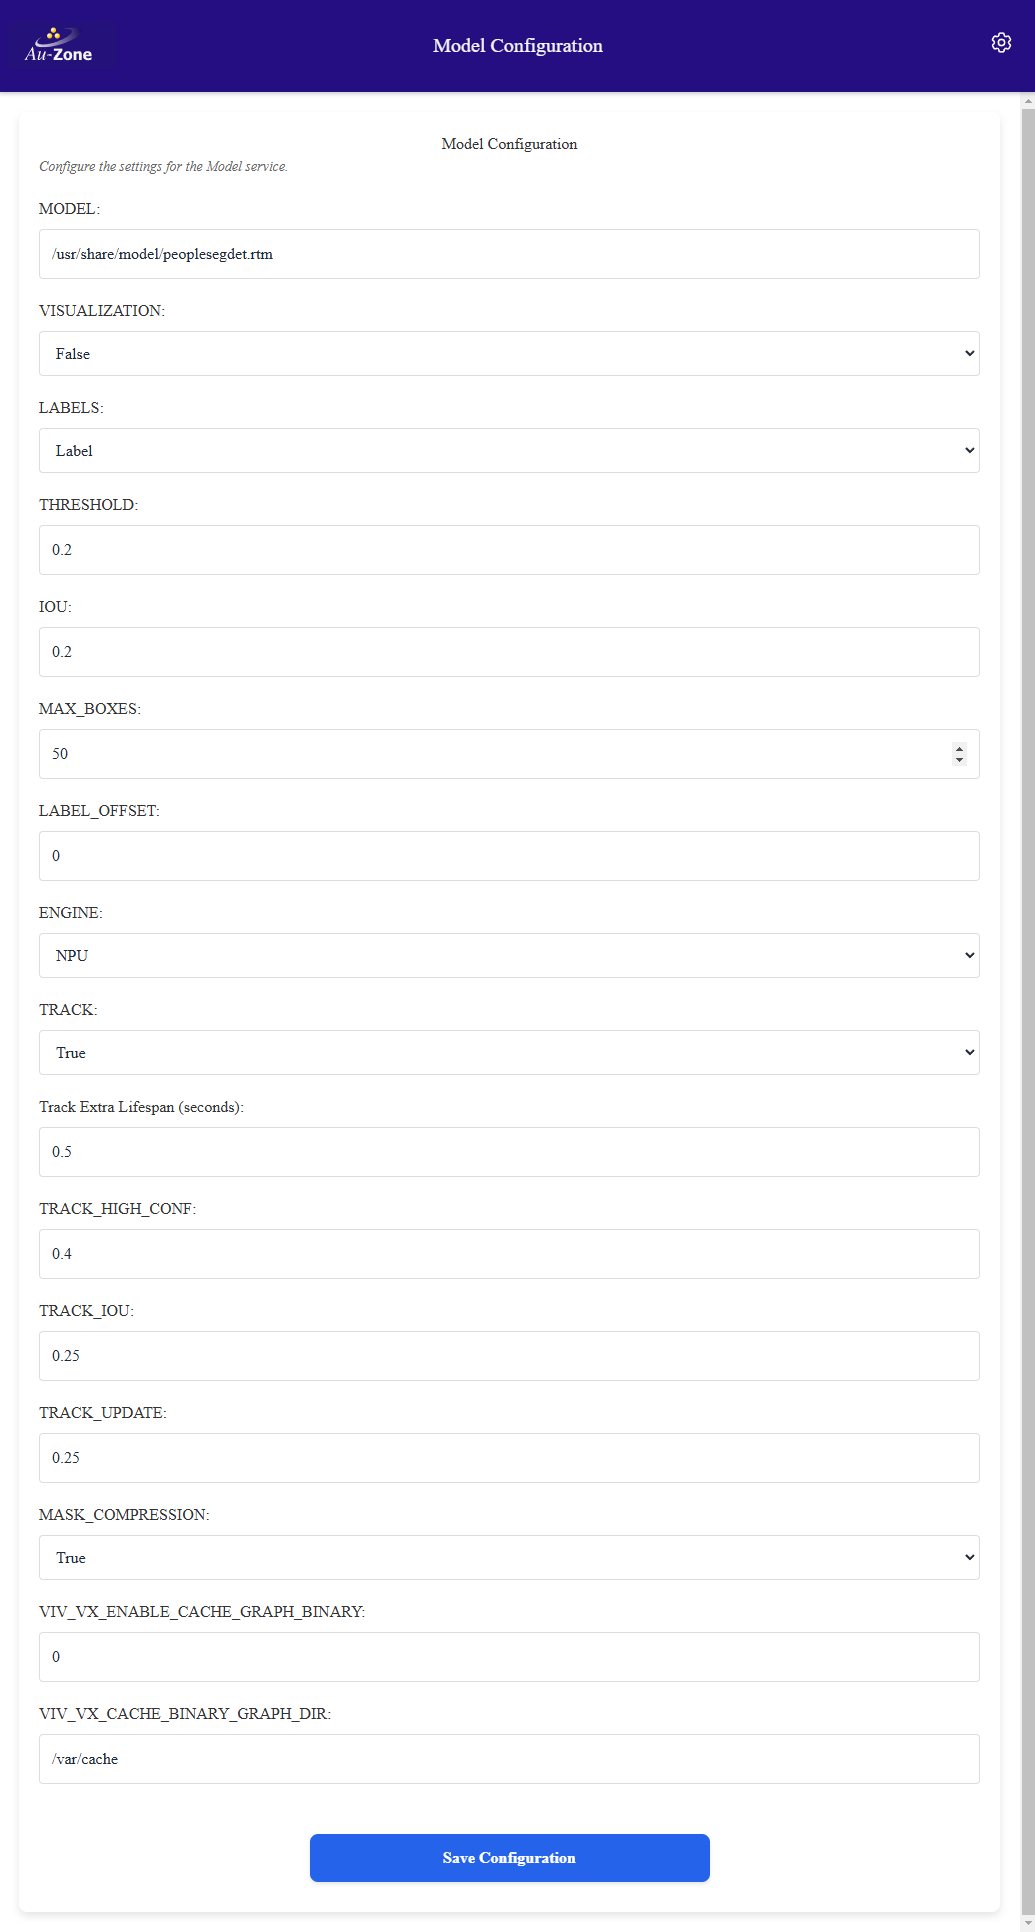 Au-Zone
Model Configuration
Model Configuration
Configure the settings for the Model service.
MODEL:
/usr/share/model/peoplesegdet.rtm
VISUALIZATION:
False
LABELS:
Label
THRESHOLD:
0.2
IOU:
0.2
MAX_BOXES:
50
LABEL_OFFSET:
0
ENGINE:
NPU
TRACK:
True
Track Extra Lifespan (seconds):
0.5
TRACK_HIGH_CONF:
0.4
TRACK_IOU:
0.25
TRACK_UPDATE:
0.25
MASK_COMPRESSION:
True
VIV_VX_ENABLE_CACHE_GRAPH_BINARY:
0
VIV_VX_CACHE_BINARY_GRAPH_DIR:
/var/cache
Save Configuration